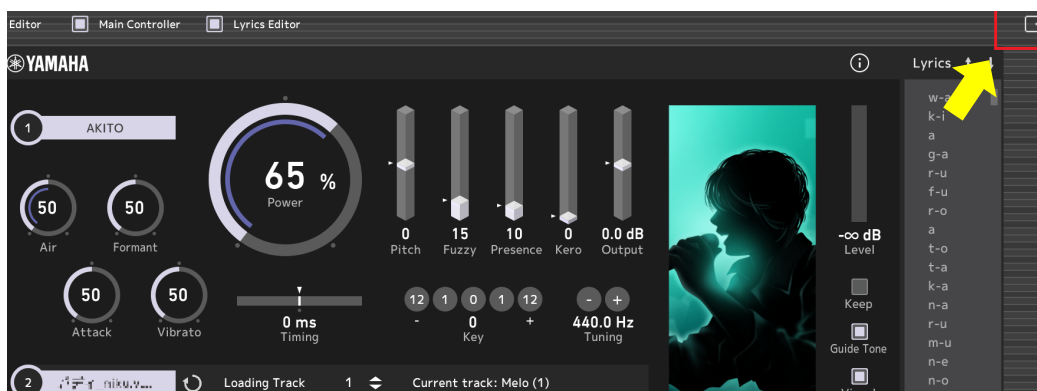 Editor Main Controller Lyrics Editor
YAMAHA
Lyrics
1 AKITO
65 %
Power
50
Air
50
Formant
50
Attack
50
Vibrato
0
Pitch
15
Fuzzy
10
Presence
0
Kero
0.0 dB
Output
0 ms
Timing
12 1 0 1 12
- 0 +
Key
- +
440.0 Hz
Tuning
-∞ dB
Level
Keep
Guide Tone
w-a
k-i
a
g-a
r-u
f-u
r-o
a
t-o
t-a
k-a
n-a
r-u
m-u
n-e
n-o
2
Loading Track 1 Current track: Melo (1)